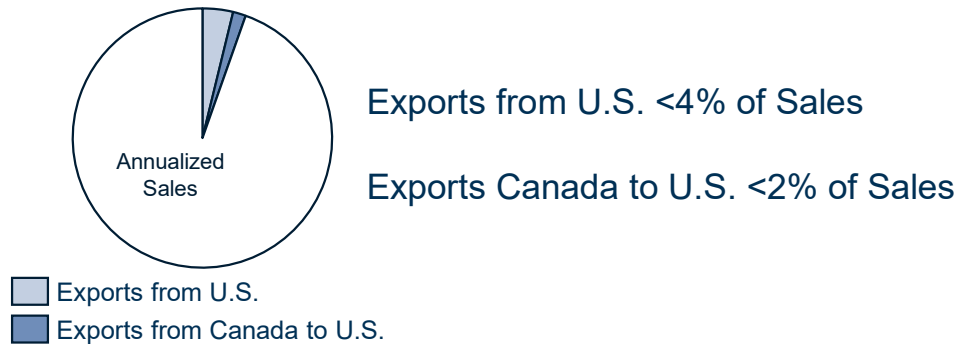 Exports from U.S. <4% of Sales
Annualized
Sales
Exports Canada to U.S. <2% of Sales
Exports from U.S.
Exports from Canada to U.S.